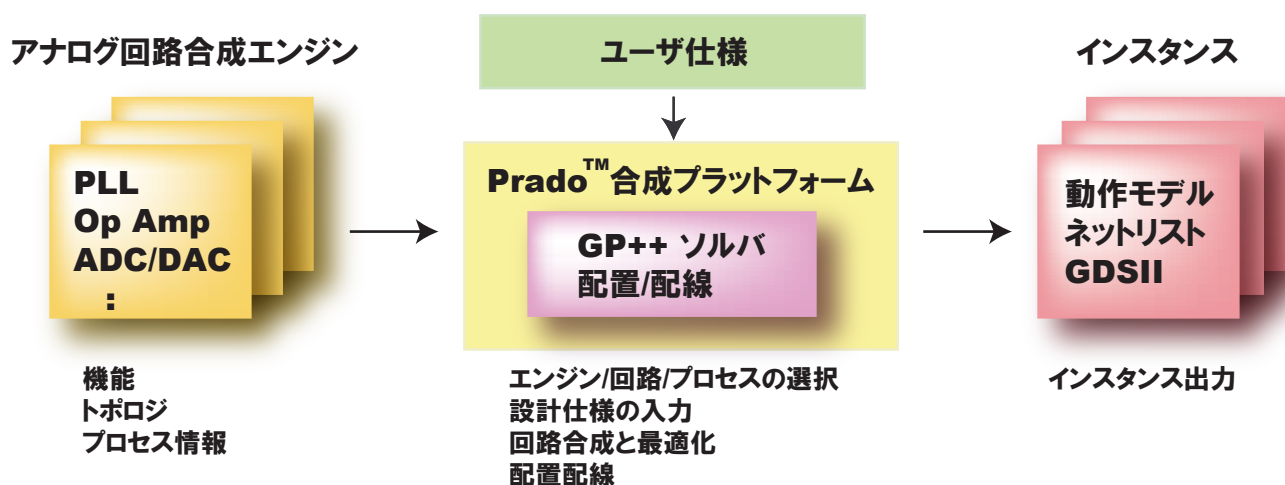 アナログ回路合成エンジン
PLL
Op Amp
ADC/DAC
:
機能
トポロジ
プロセス情報
ユーザ仕様
Prado™合成プラットフォーム
GP++ ソルバ
配置/配線
エンジン/回路/プロセスの選択
設計仕様の入力
回路合成と最適化
配置配線
インスタンス
動作モデル
ネットリスト
GDSII
インスタンス出力